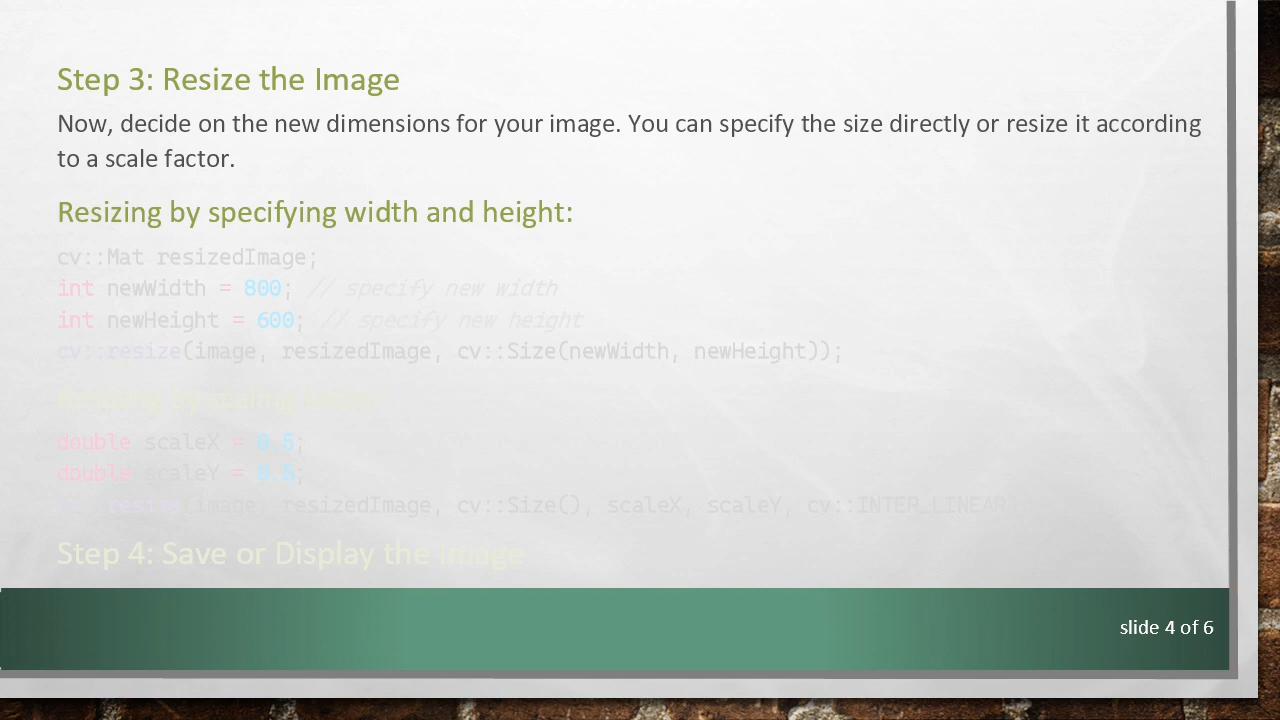 Step 3: Resize the Image
Now, decide on the new dimensions for your image. You can specify the size directly or resize it according
to a scale factor.
Resizing by specifying width and height:
cv::Mat resizedImage;
int newWidth = 800; // specify new width
int newHeight = 600; // specify new height
cv::resize(image, resizedImage, cv::Size(newWidth, newHeight));
Resizing by scaling factor:
double scaleX = 0.5;
double scaleY = 0.5;
cv::resize(image, resizedImage, cv::Size(), scaleX, scaleY, cv::INTER_LINEAR);
Step 4: Save or Display the Image
slide 4 of 6